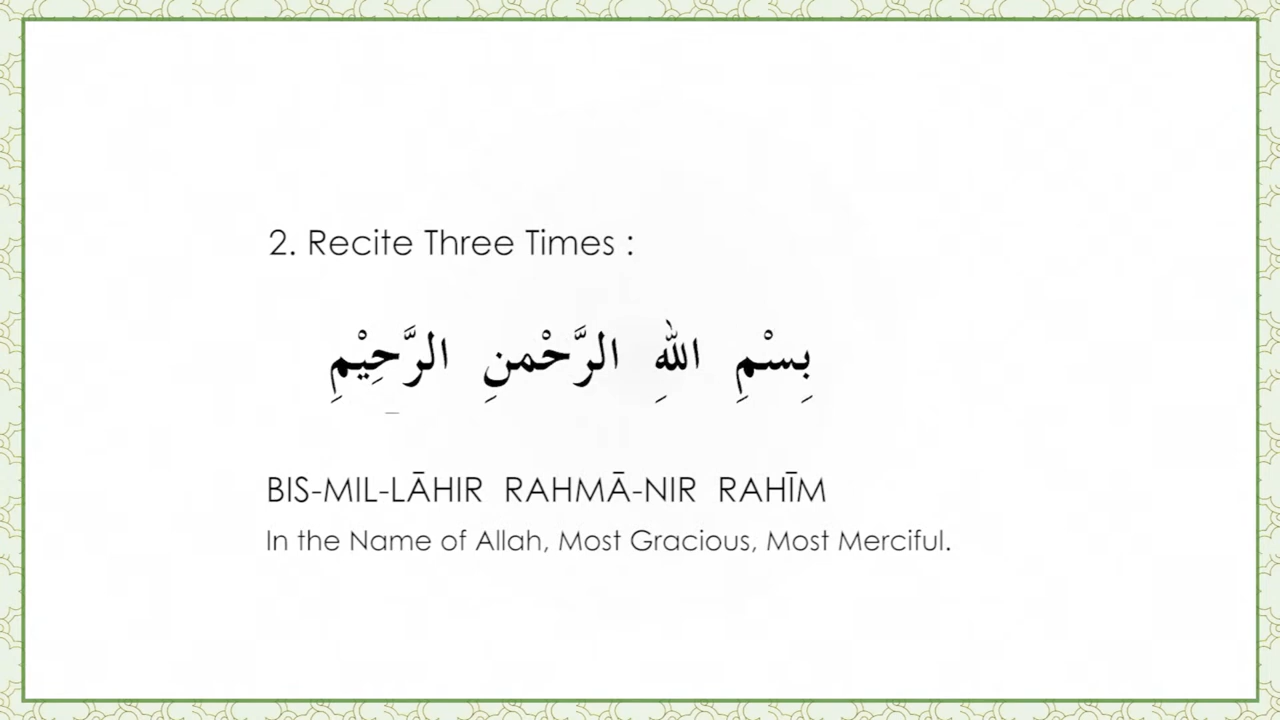 2. Recite Three Times :
بِسْمِ اللهِ الرَّحْمنِ الرَّحِيْمِ
BIS-MIL-LĀHIR RAHMĀ-NIR RAHĪM
In the Name of Allah, Most Gracious, Most Merciful.